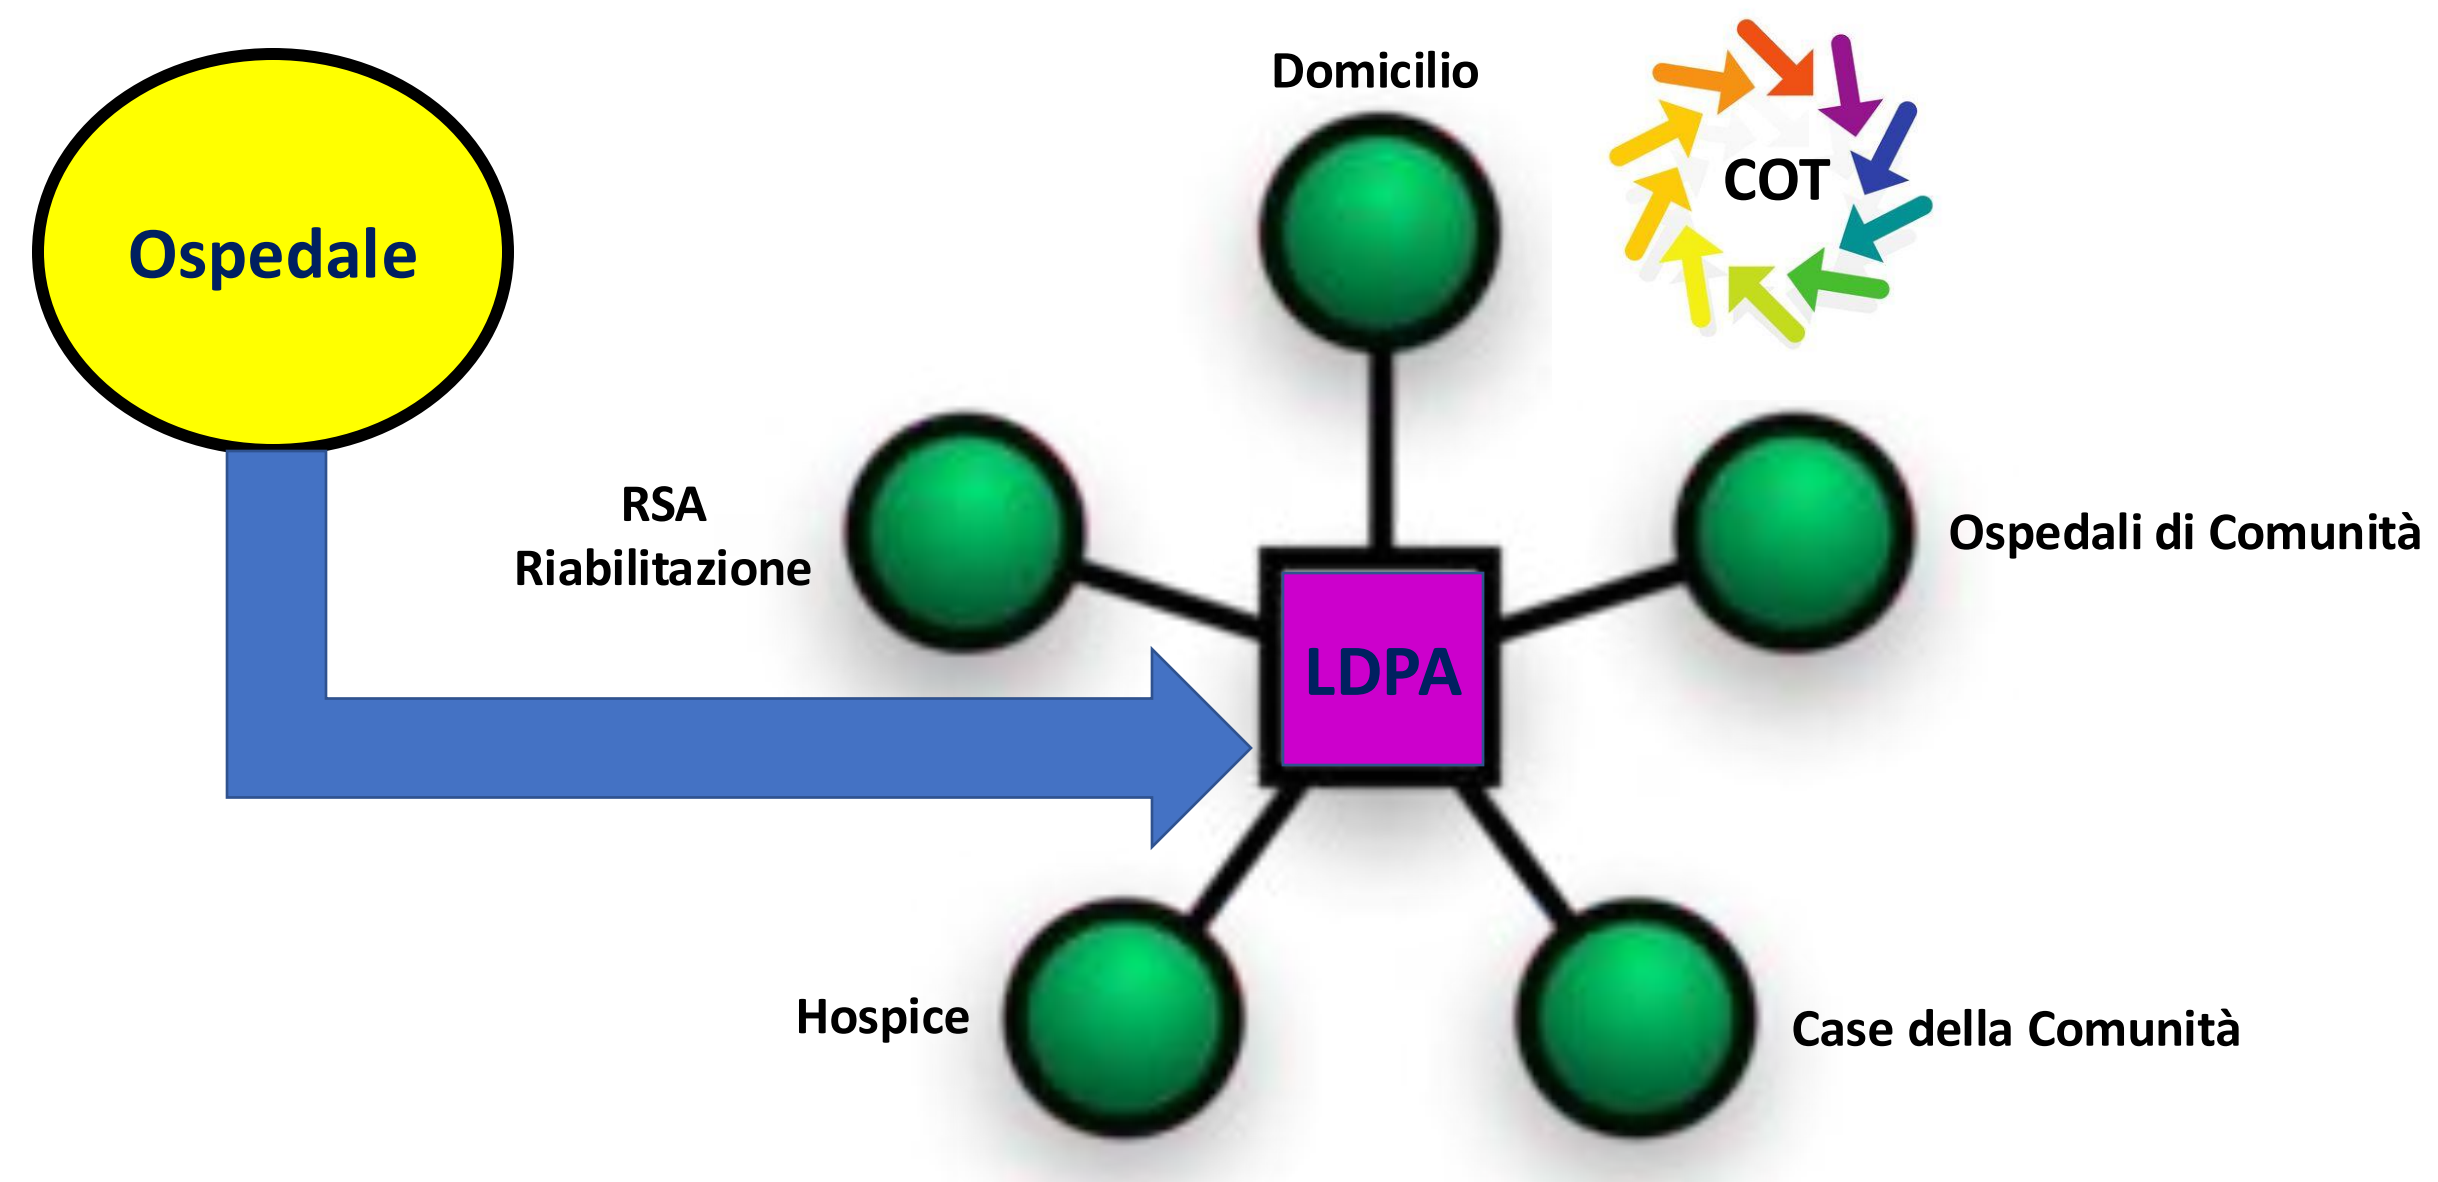 Domicilio
COT
Ospedale
RSA
Riabilitazione
Ospedali di Comunità
LDPA
Hospice
Case della Comunità